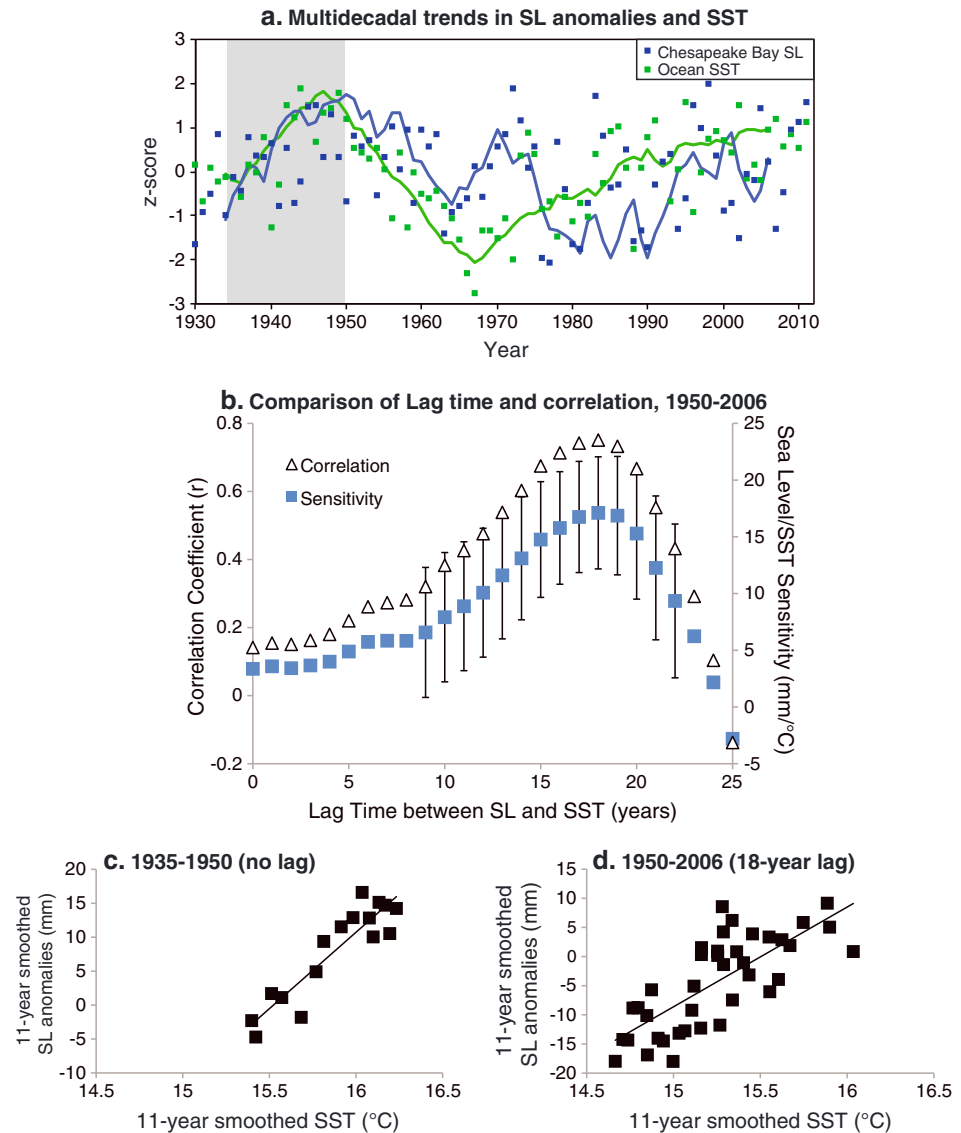 a. Multidecadal trends in SL anomalies and SST
3
2
1
0
-1
-2
-3
z-score
Chesapeake Bay SL
Ocean SST
1930 1940 1950 1960 1970 1980 1990 2000 2010
Year
b. Comparison of Lag time and correlation, 1950-2006
0.8
0.6
0.4
0.2
0
-0.2
Correlation Coefficient (r)
Correlation
Sensitivity
25
20
15
10
5
0
-5
Sea Level/SST Sensitivity (mm/°C)
0 5 10 15 20 25
Lag Time between SL and SST (years)
c. 1935-1950 (no lag)
20
15
10
5
0
-5
-10
11-year smoothed
SL anomalies (mm)
14.5 15 15.5 16 16.5
11-year smoothed SST (°C)
d. 1950-2006 (18-year lag)
15
10
5
0
-5
-10
-15
-20
11-year smoothed
SL anomalies (mm)
14.5 15 15.5 16 16.5
11-year smoothed SST (°C)